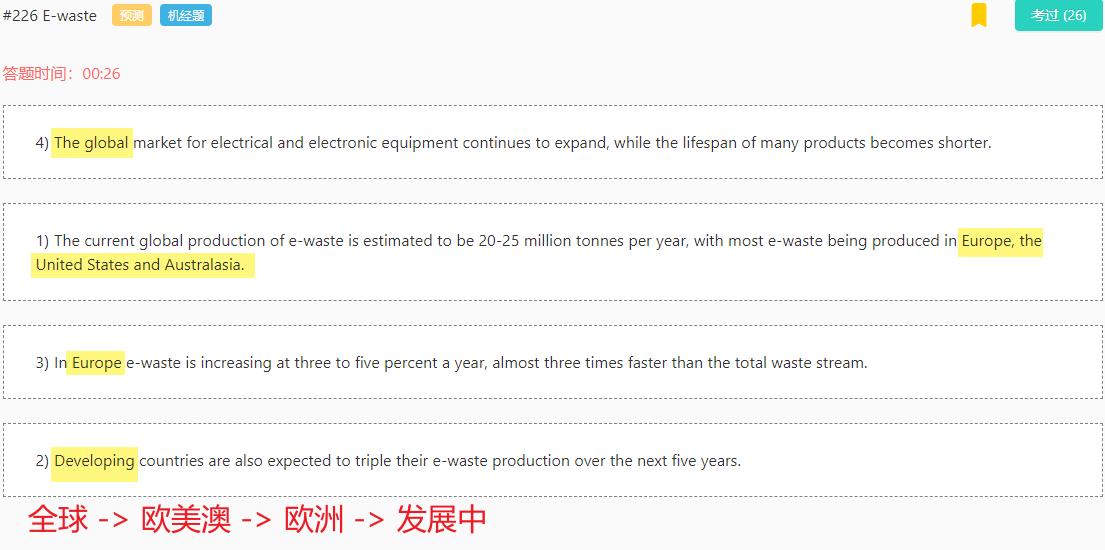 #226 E-waste 预测 机经题 考过 (26)
答题时间：00:26
4) The global market for electrical and electronic equipment continues to expand, while the lifespan of many products becomes shorter.
1) The current global production of e-waste is estimated to be 20-25 million tonnes per year, with most e-waste being produced in Europe, the
United States and Australasia.
3) In Europe e-waste is increasing at three to five percent a year, almost three times faster than the total waste stream.
2) Developing countries are also expected to triple their e-waste production over the next five years.
全球 -> 欧美澳 -> 欧洲 -> 发展中